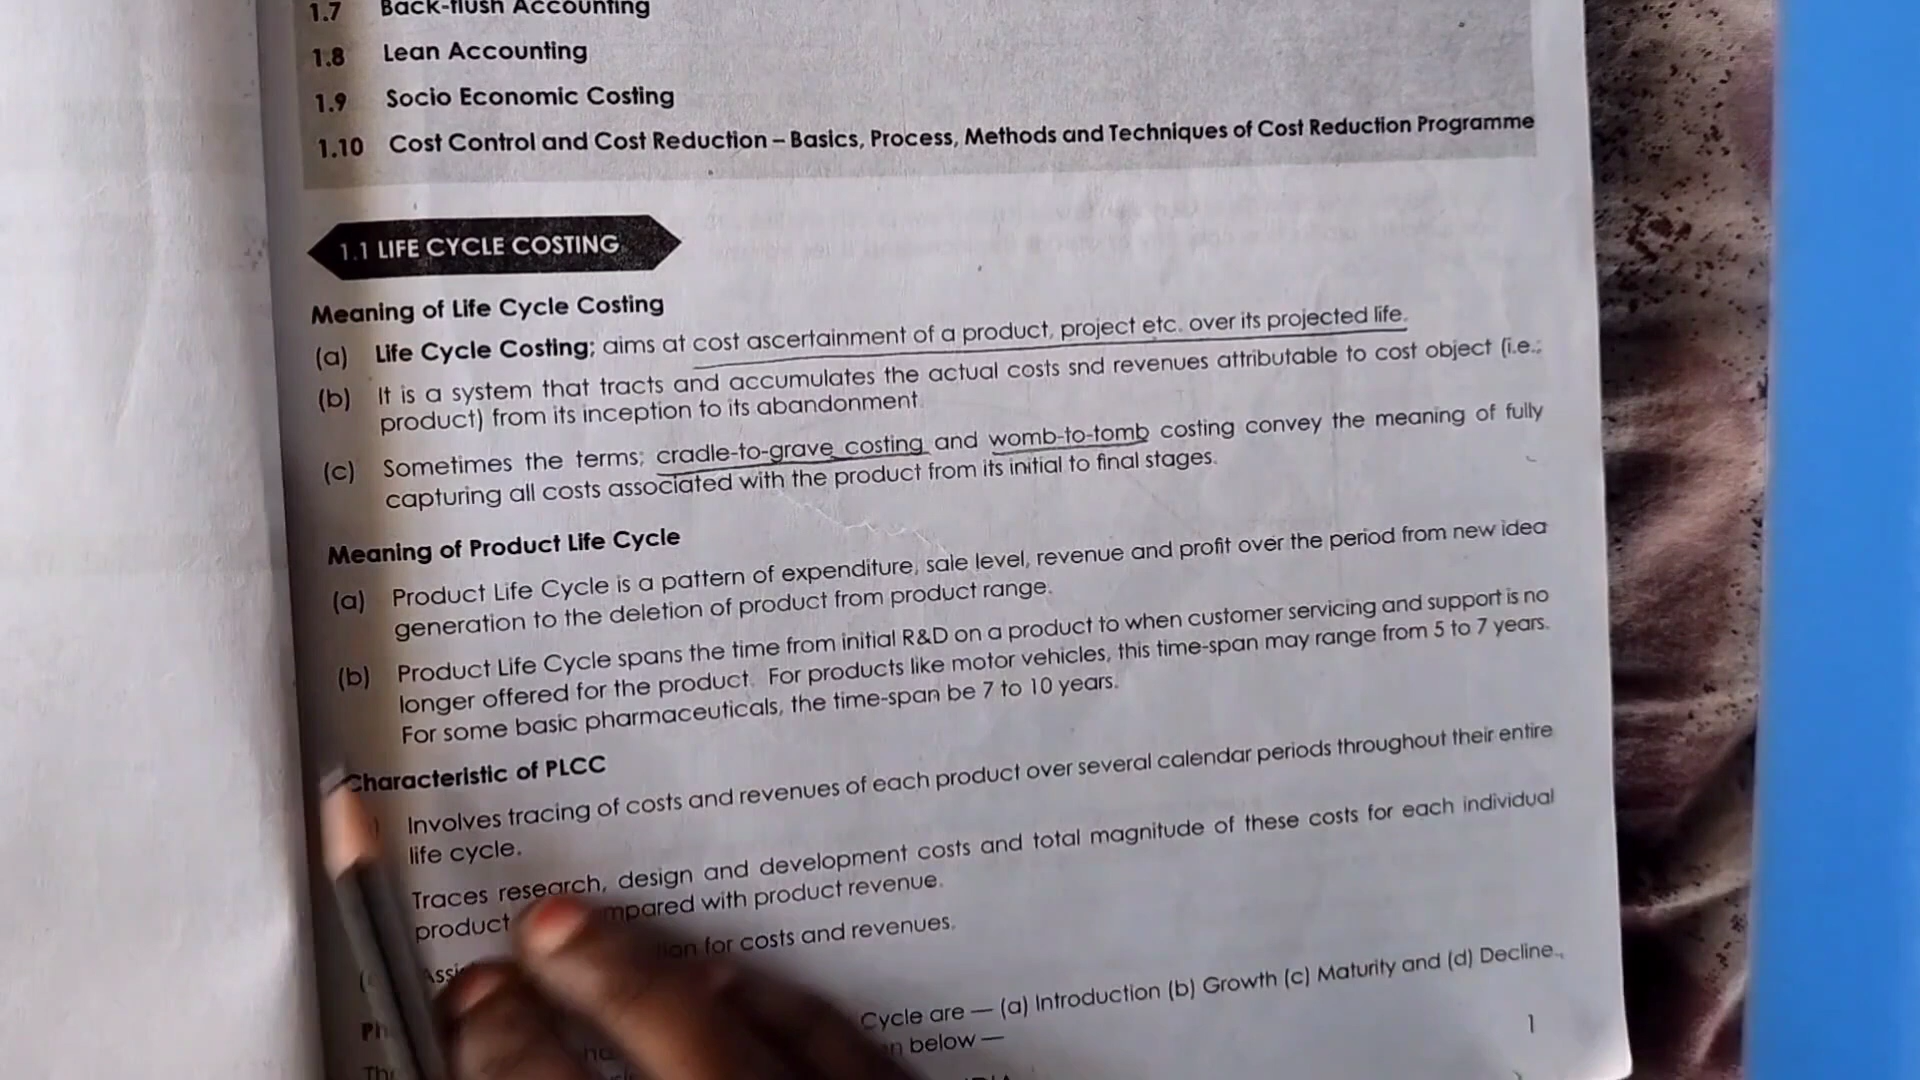 1.7 Back-flush Accounting
1.8 Lean Accounting
1.9 Socio Economic Costing
1.10 Cost Control and Cost Reduction – Basics, Process, Methods and Techniques of Cost Reduction Programme
1.1 LIFE CYCLE COSTING
Meaning of Life Cycle Costing
(a) Life Cycle Costing; aims at cost ascertainment of a product, project etc. over its projected life.
(b) It is a system that tracts and accumulates the actual costs snd revenues attributable to cost object (i.e.;
product) from its inception to its abandonment.
(c) Sometimes the terms; cradle-to-grave costing and womb-to-tomb costing convey the meaning of fully
capturing all costs associated with the product from its initial to final stages.
Meaning of Product Life Cycle
(a) Product Life Cycle is a pattern of expenditure, sale level, revenue and profit over the period from new idea
generation to the deletion of product from product range.
(b) Product Life Cycle spans the time from initial R&D on a product to when customer servicing and support is no
longer offered for the product. For products like motor vehicles, this time-span may range from 5 to 7 years.
For some basic pharmaceuticals, the time-span be 7 to 10 years.
Characteristic of PLCC
Involves tracing of costs and revenues of each product over several calendar periods throughout their entire
life cycle.
Traces research, design and development costs and total magnitude of these costs for each individual
product mpared with product revenue.
for costs and revenues.
Cycle are — (a) Introduction (b) Growth (c) Maturity and (d) Decline.,
below —
1